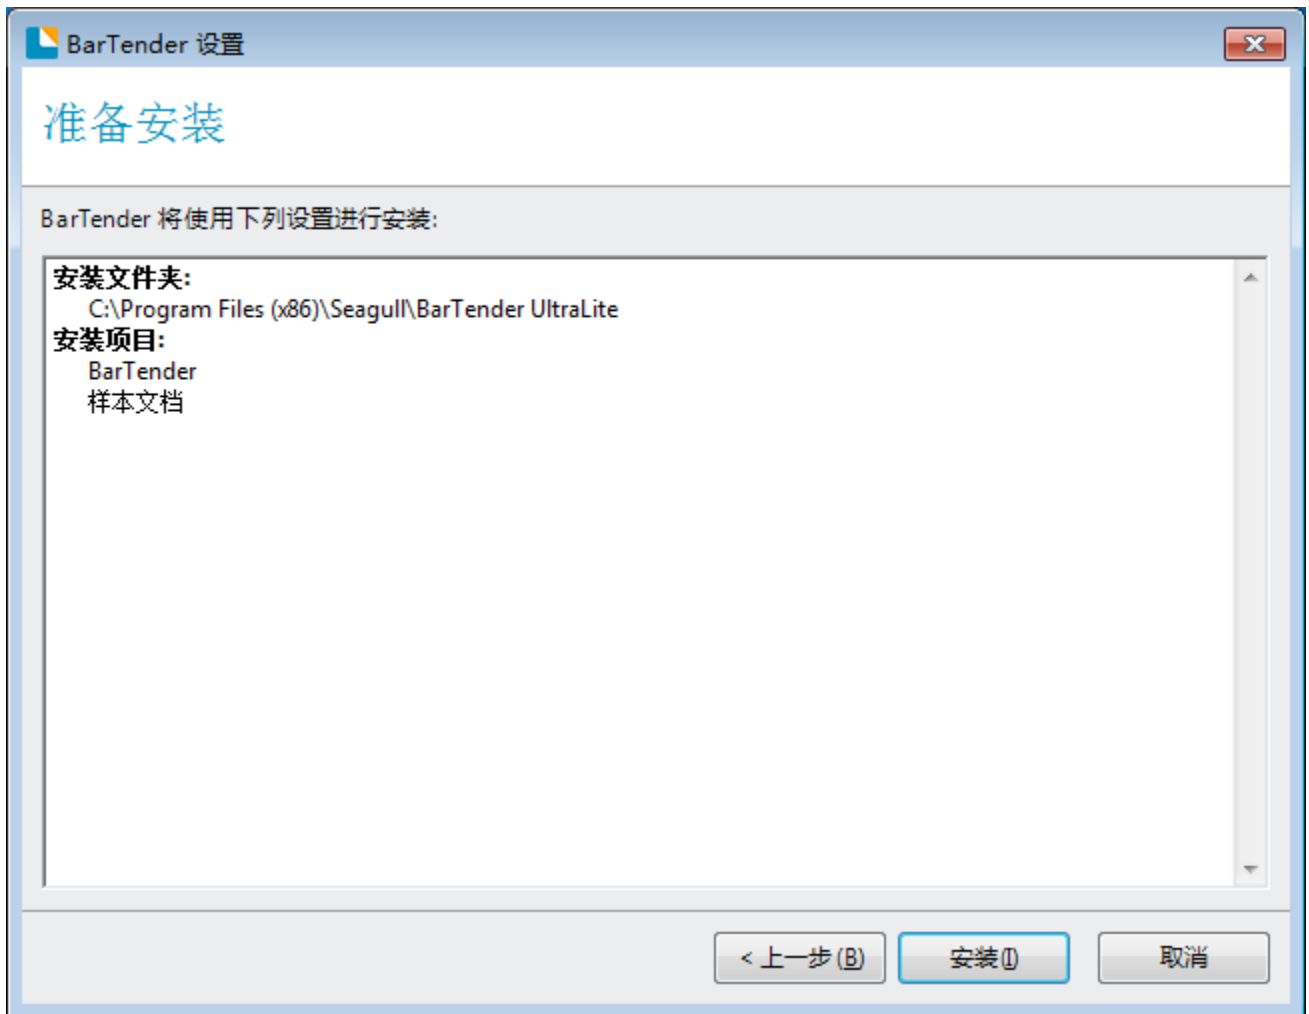 BarTender 设置
准备安装
BarTender 将使用下列设置进行安装:
安装文件夹:
C:\Program Files (x86)\Seagull\BarTender UltraLite
安装项目:
BarTender
样本文档
< 上一步(B) 安装(I) 取消